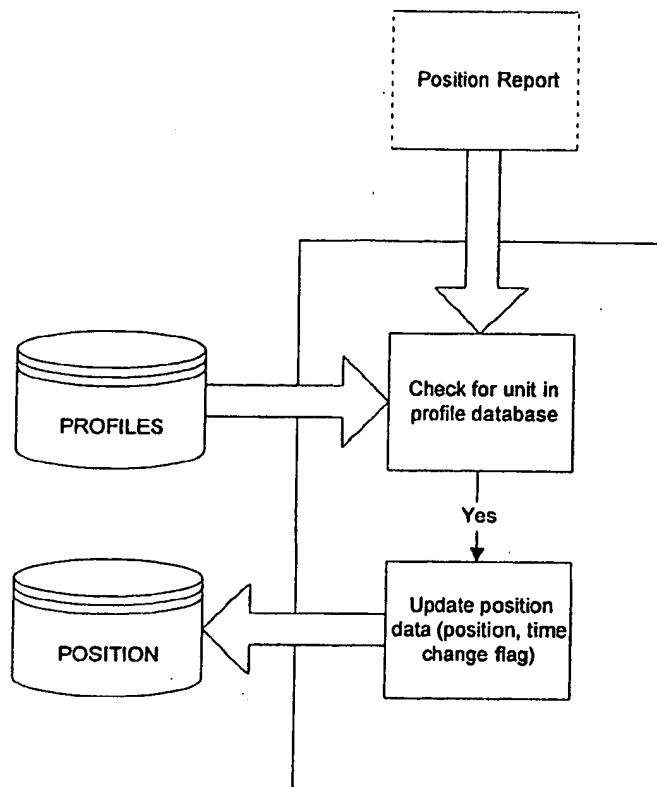 Position Report
Check for unit in
profile database
PROFILES
Yes
Update position
data (position, time
change flag)
POSITION